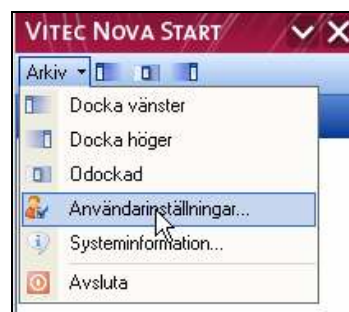 VITEC NOVA START
Arkiv
Docka vänster
Docka höger
Odockad
Användarinställningar...
Systeminformation...
Avsluta